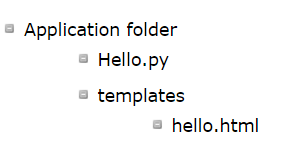 Application folder
Hello.py
templates
hello.html